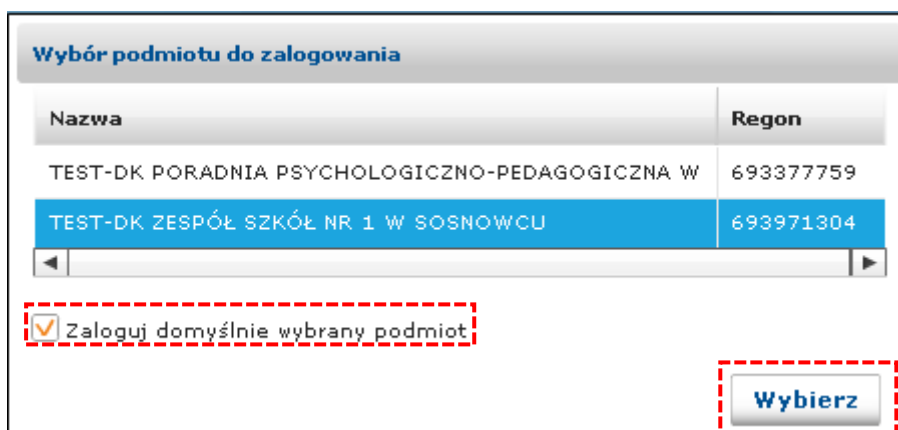 Wybór podmiotu do zalogowania
Nazwa Regon
TEST-DK PORADNIA PSYCHOLOGICZNO-PEDAGOGICZNA W 693377759
TEST-DK ZESPÓŁ SZKÓŁ NR 1 W SOSNOWCU 693971304
Zaloguj domyślnie wybrany podmiot
Wybierz